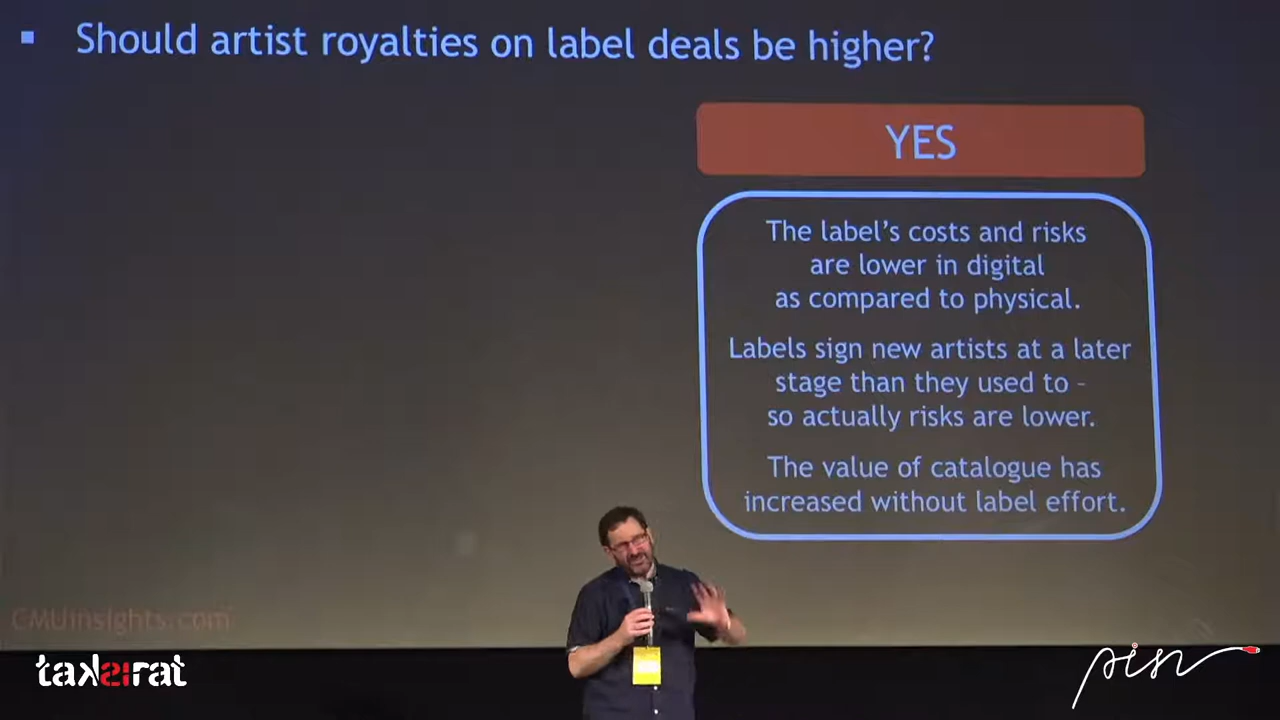 Should artist royalties on label deals be higher?
YES
The label's costs and risks
are lower in digital
as compared to physical.
Labels sign new artists at a later
stage than they used to -
so actually risks are lower.
The value of catalogue has
increased without label effort.
CMUinsights.com
taksirat
pin